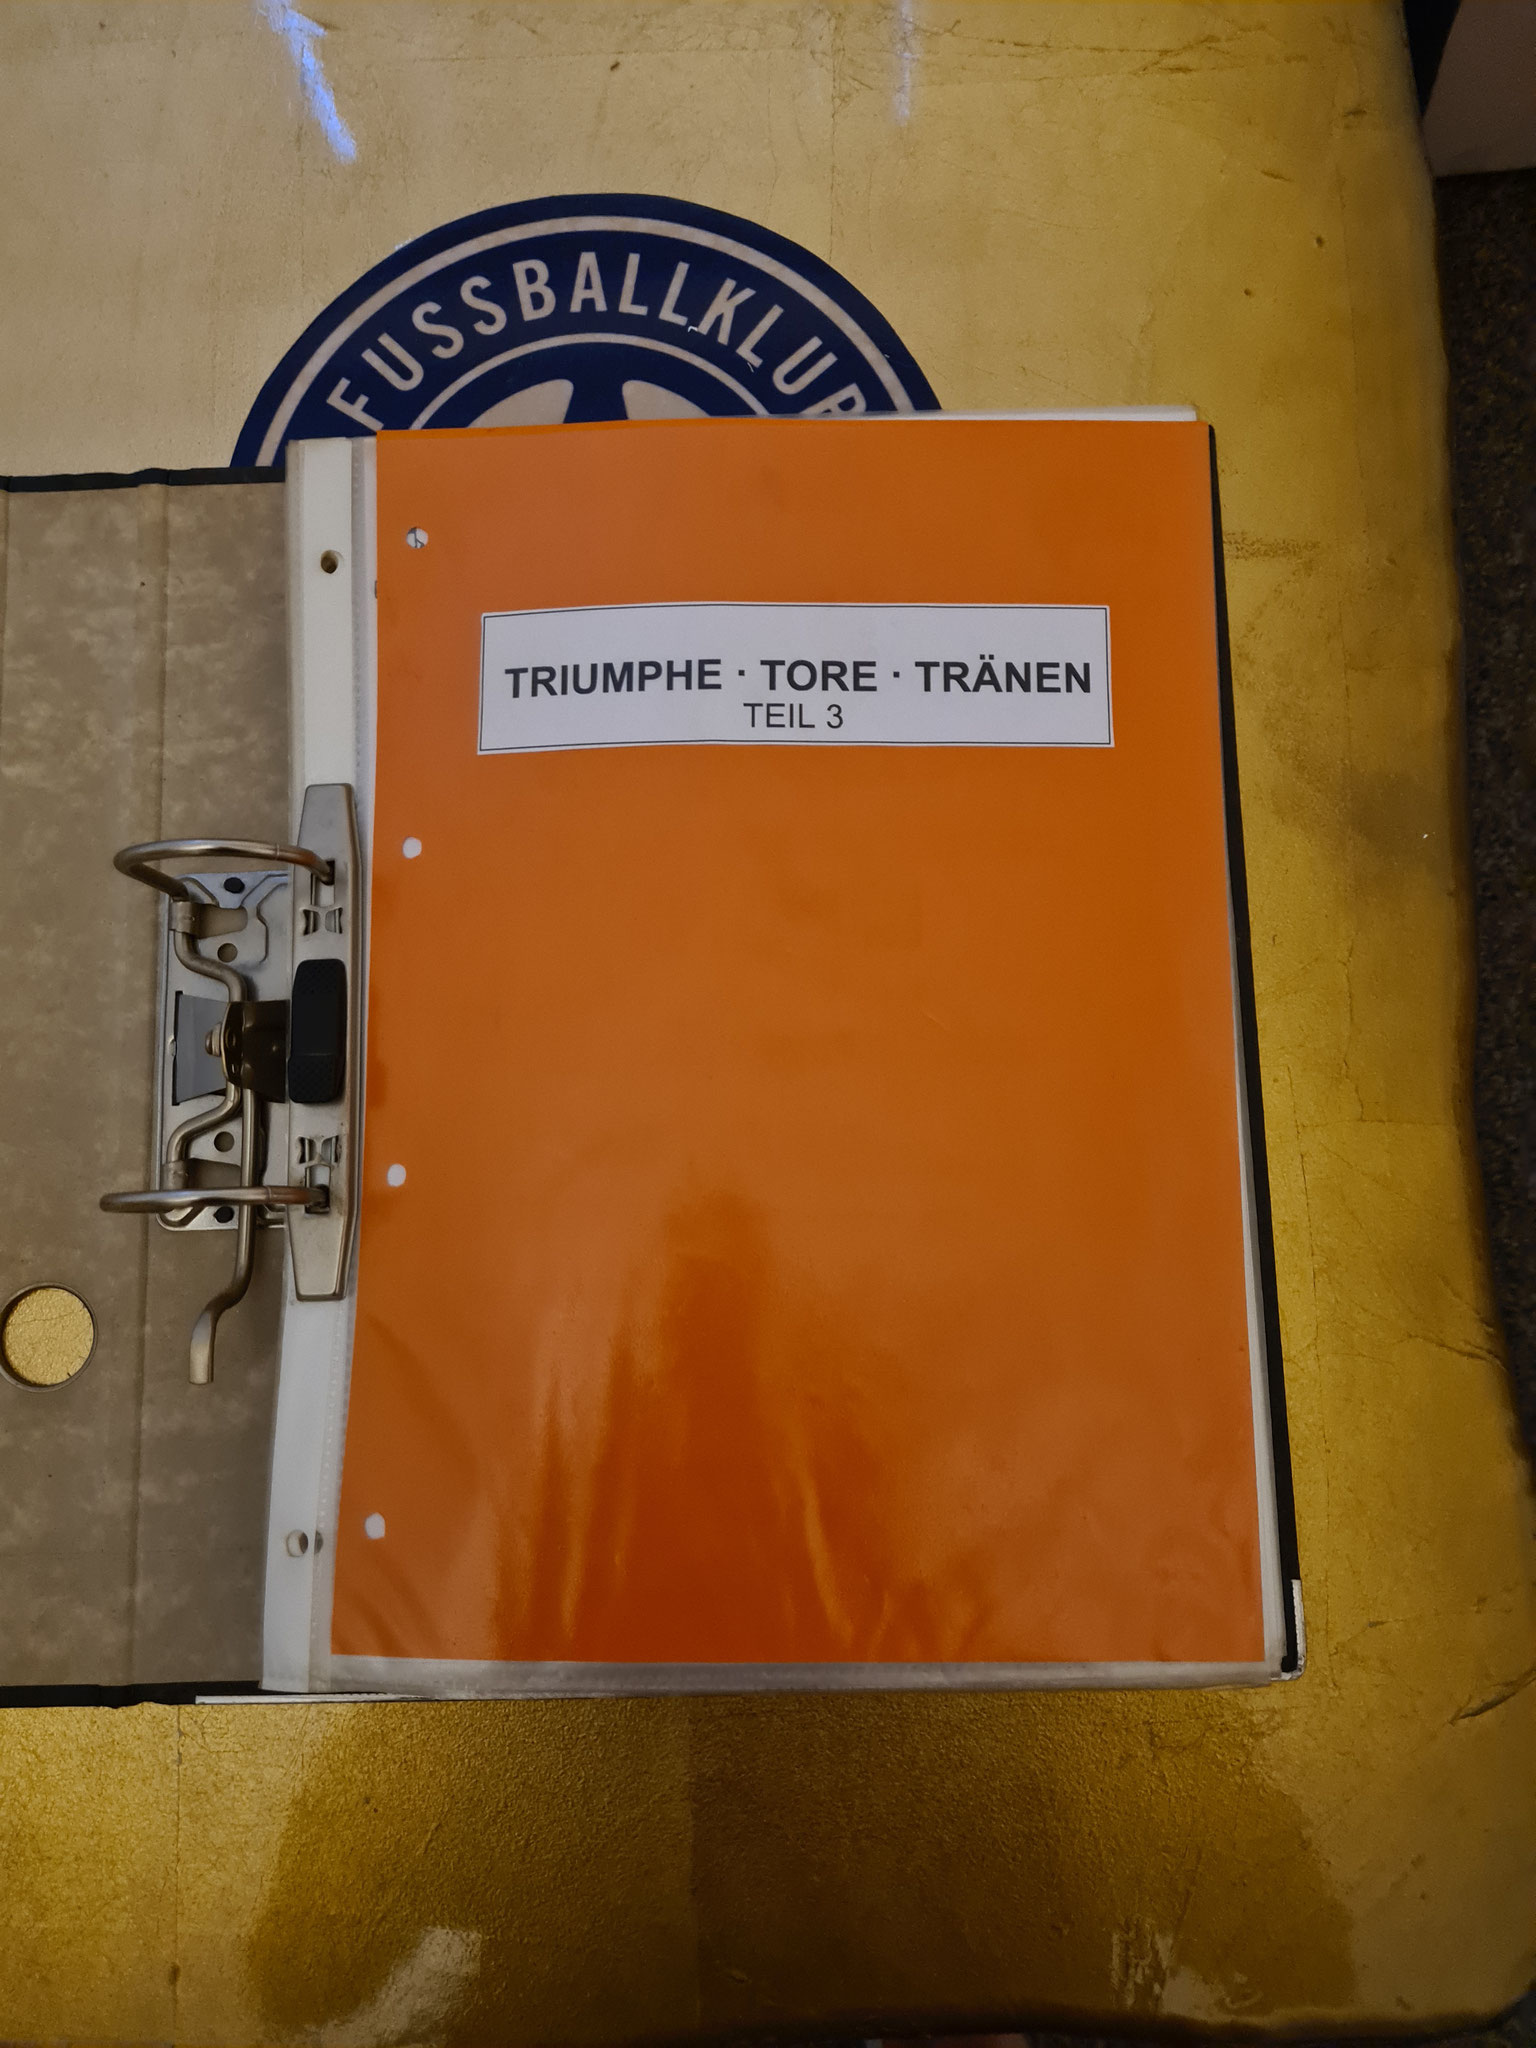 FUSSBALLKLUB
TRIUMPHE · TORE · TRÄNEN
TEIL 3